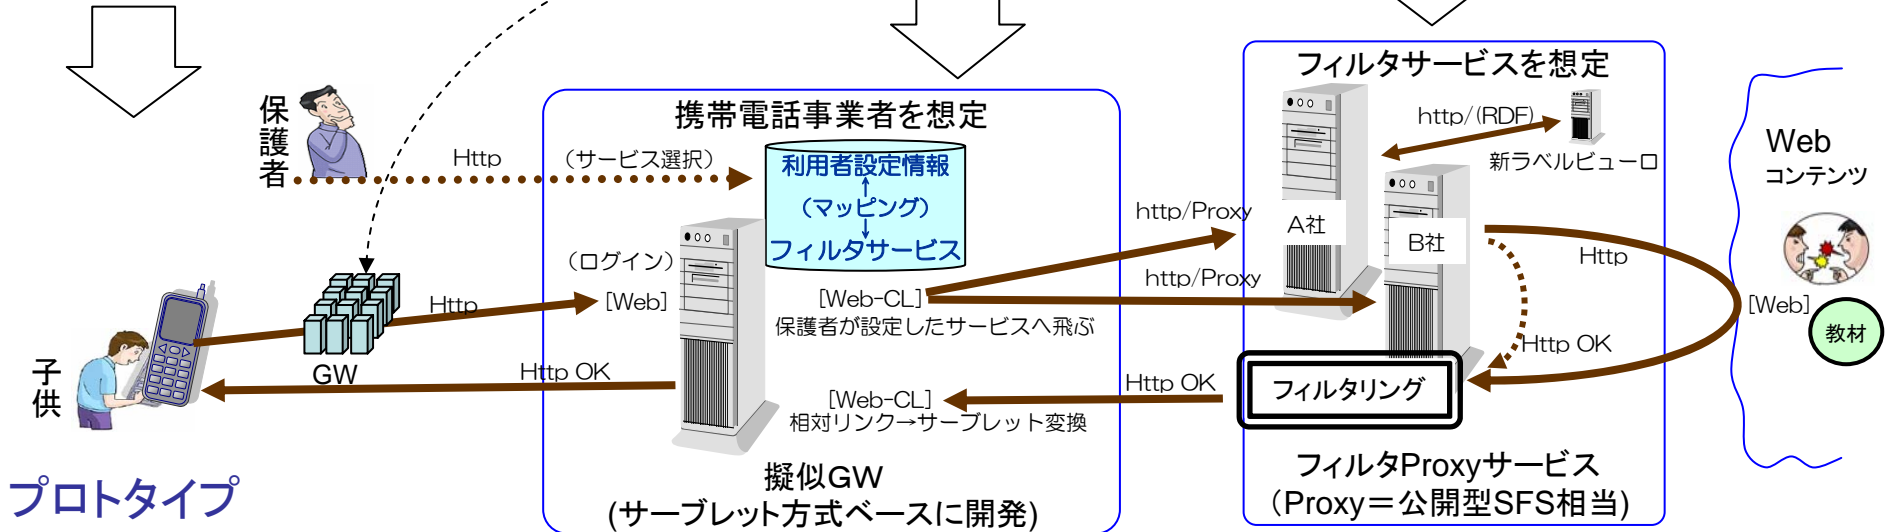 保護者
Http
（サービス選択）
子供
GW
Http
Http OK
プロトタイプ
携帯電話事業者を想定
利用者設定情報
（マッピング）
フィルタサービス
（ログイン）
[Web]
[Web-CL]
保護者が設定したサービスへ飛ぶ
[Web-CL]
相対リンク→サーブレット変換
擬似GW
(サーブレット方式ベースに開発)
http/Proxy
http/Proxy
Http OK
フィルタサービスを想定
http/(RDF)
新ラベルビューロ
A社
B社
Http
Http OK
フィルタリング
フィルタProxyサービス
（Proxy＝公開型SFS相当)
Web
コンテンツ
[Web]
教材